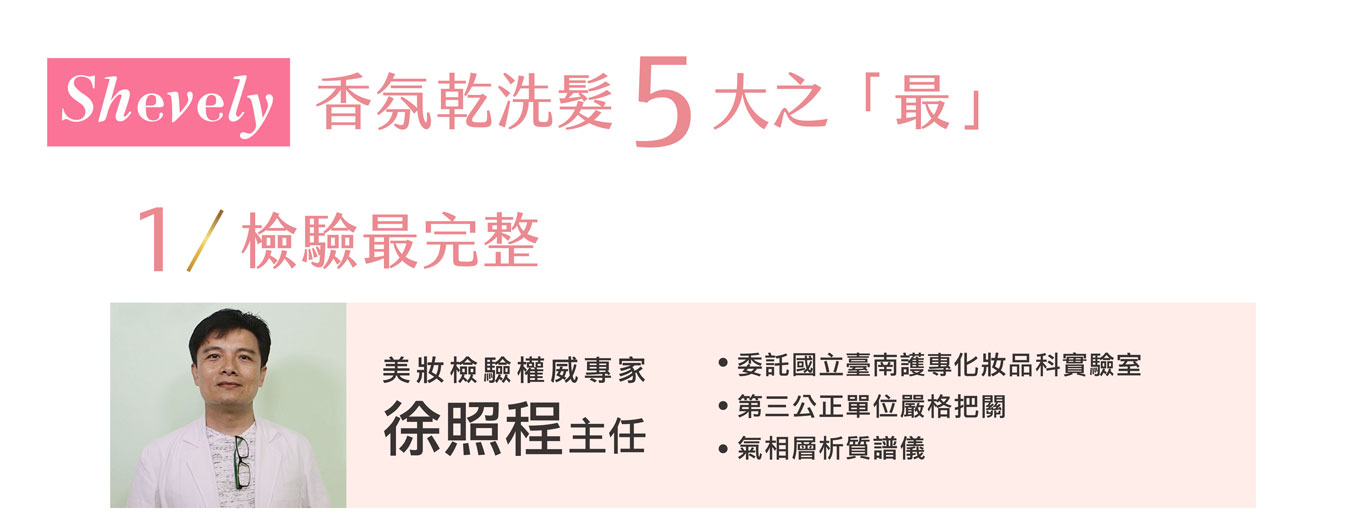 Shevely 香氛乾洗髮5大之「最」
1/ 檢驗最完整
美妝檢驗權威專家
徐照程主任
•委託國立臺南護專化妝品科實驗室
•第三公正單位嚴格把關
•氣相層析質譜儀